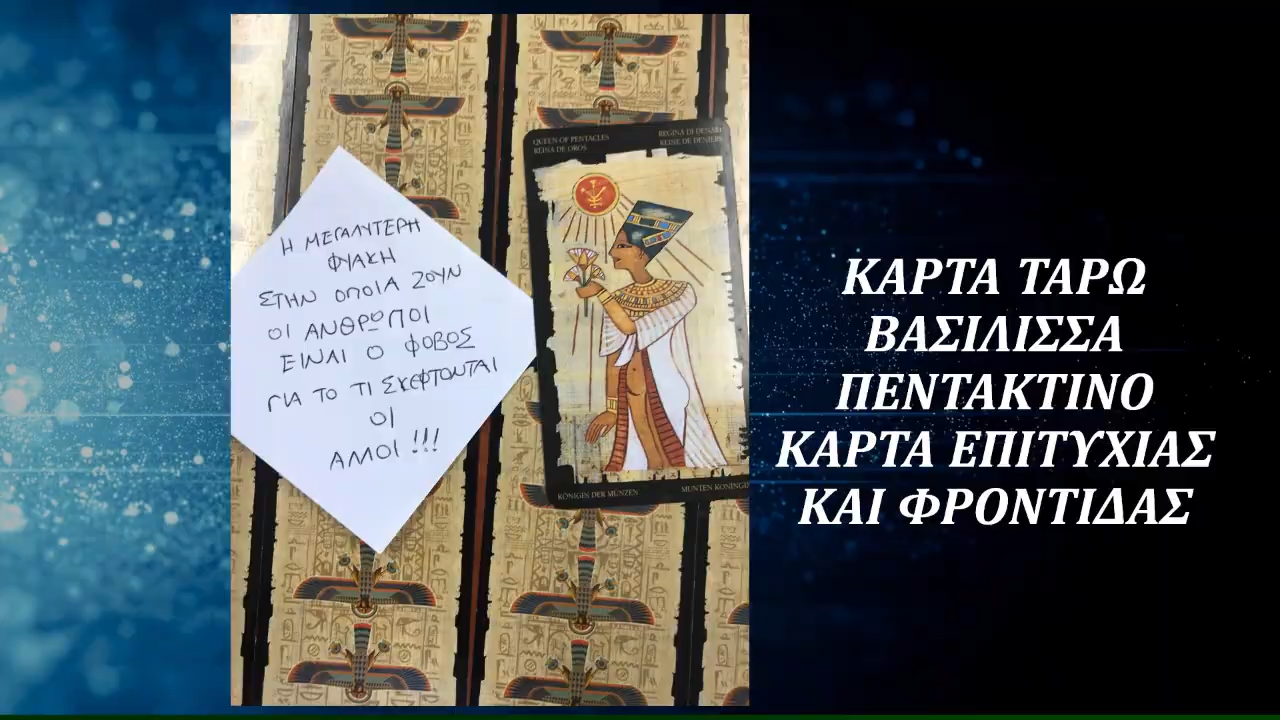 Η ΜΕΓΑΛΥΤΕΡΗ
ΦΥΛΑΚΗ
ΣΤΗΝ ΟΠΟΙΑ ΖΟΥΝ
ΟΙ ΑΝΘΡΩΠΟΙ
ΕΙΝΑΙ Ο ΦΟΒΟΣ
ΓΙΑ ΤΟ ΤΙ ΣΚΕΦΤΟΝΤΑΙ
ΟΙ
ΑΛΛΟΙ !!!
QUEEN OF PENTACLES
REINA DE OROS
REGINA DI DENARI
REINE DE DENIERS
KÖNIGIN DER MÜNZEN
MUNTEN KONINGIN
ΚΑΡΤΑ ΤΑΡΩ
ΒΑΣΙΛΙΣΣΑ
ΠΕΝΤΑΚΤΙΝΟ
ΚΑΡΤΑ ΕΠΙΤΥΧΙΑΣ
ΚΑΙ ΦΡΟΝΤΙΔΑΣ